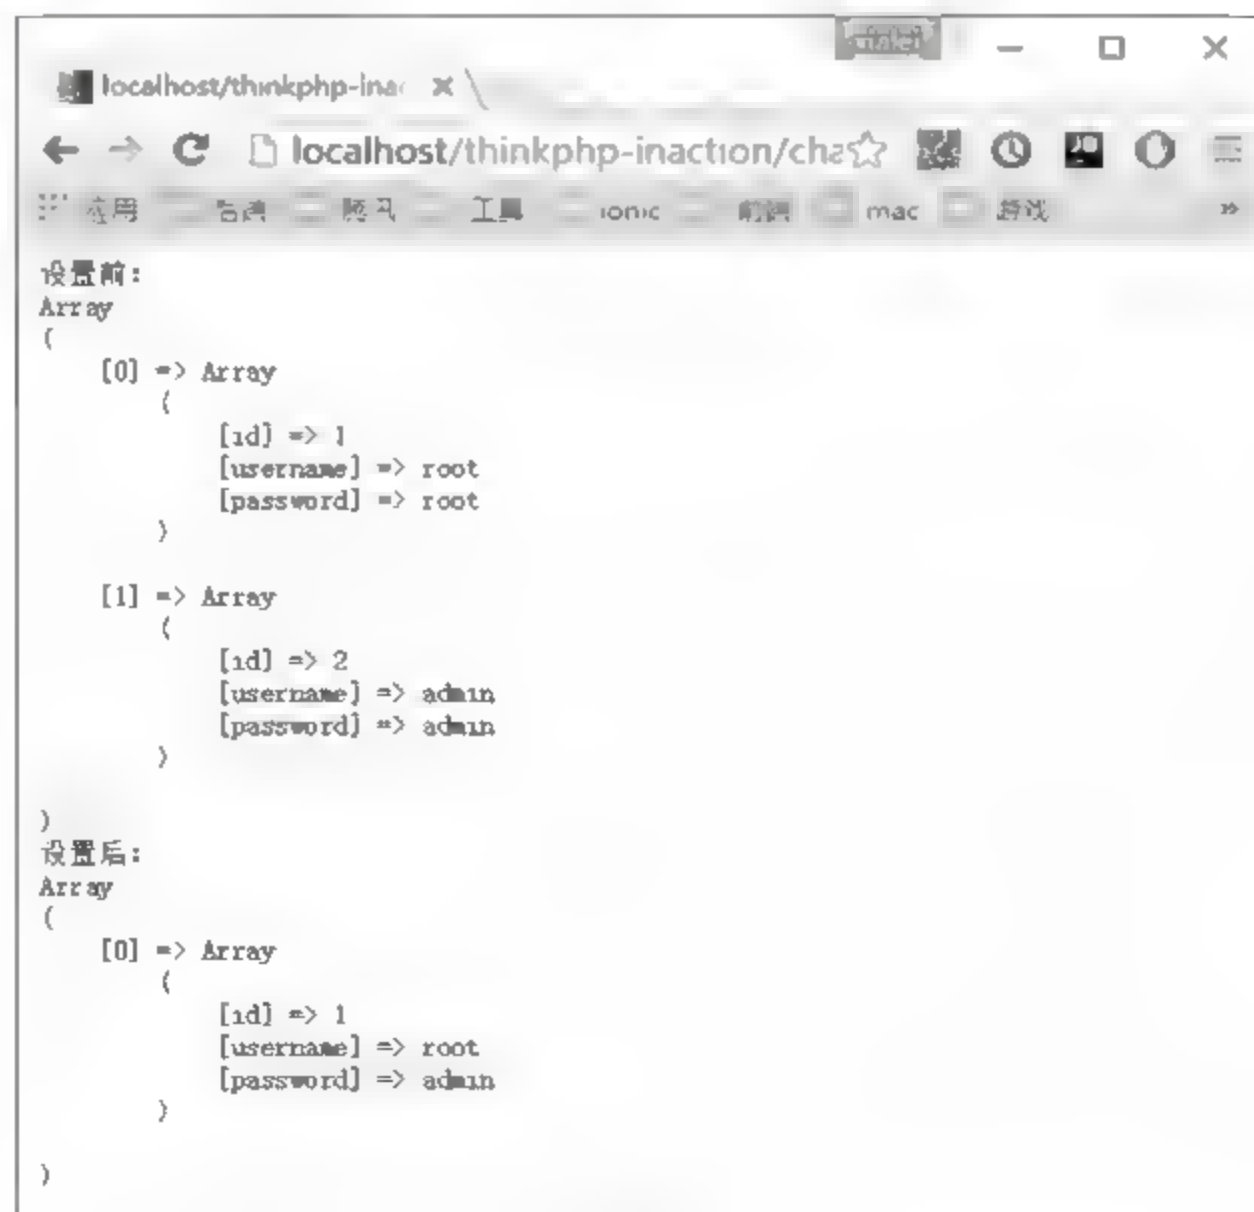 localhost/thinkphp-ina
localhost/thinkphp-inaction/cha
应用 工具 ionic mac 游戏 »
设置前:
Array
(
    [0] => Array
        (
            [id] => 1
            [username] => root
            [password] => root
        )
    [1] => Array
        (
            [id] => 2
            [username] => admin
            [password] => admin
        )
)
设置后:
Array
(
    [0] => Array
        (
            [id] => 1
            [username] => root
            [password] => admin
        )
)